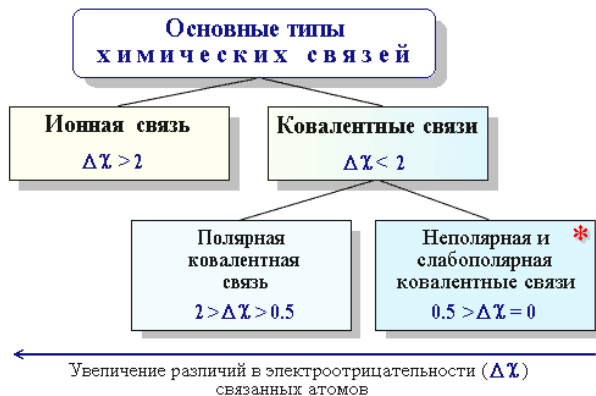 Основные типы
химических связей
Ионная связь
Δχ > 2
Ковалентные связи
Δχ < 2
Полярная
ковалентная
связь
2 > Δχ > 0.5
*
Неполярная и
слабополярная
ковалентные связи
0.5 > Δχ = 0
Увеличение различий в электроотрицательности (Δχ)
связанных атомов